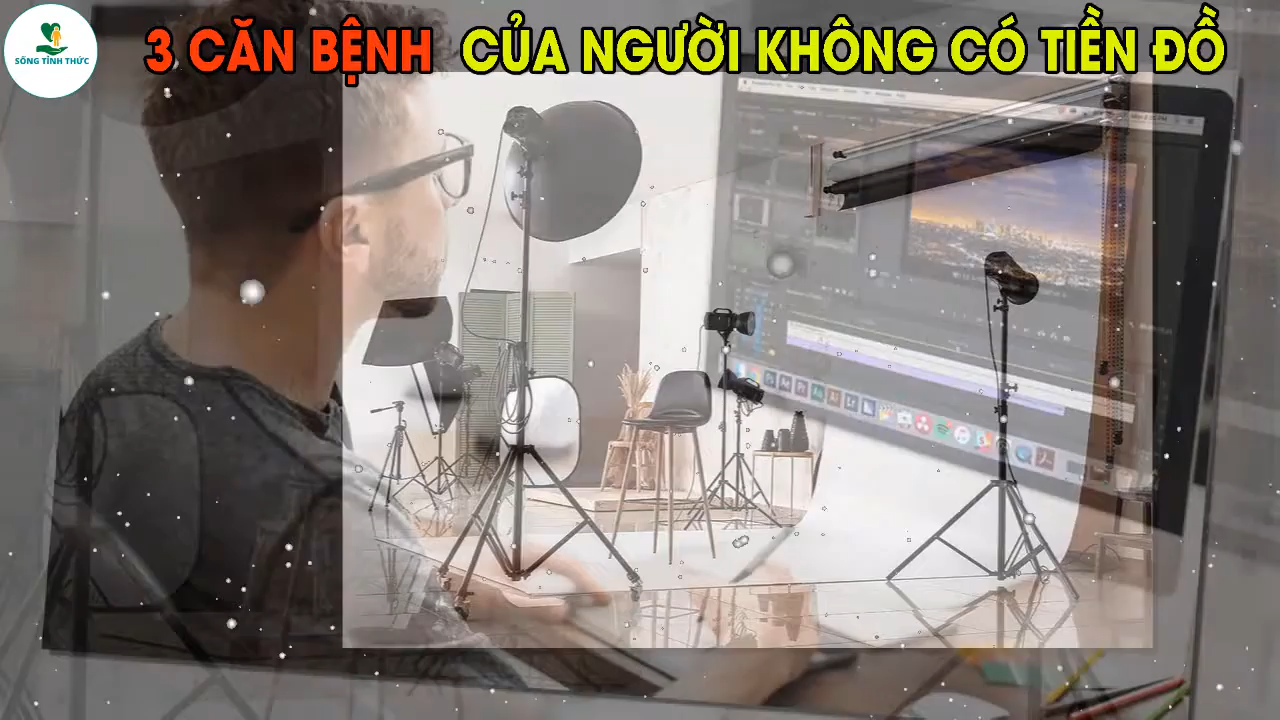 SỐNG TỈNH THỨC
3 CĂN BỆNH CỦA NGƯỜI KHÔNG CÓ TIỀN ĐỒ